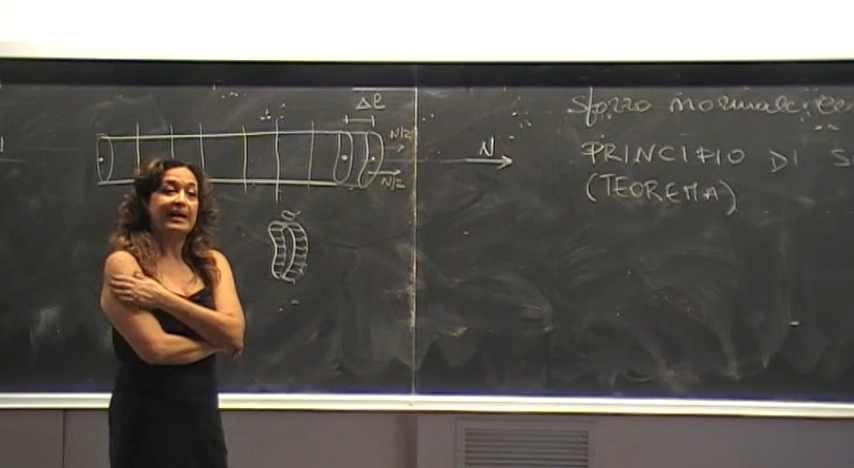 Δℓ
N/2
N/2
N
sforzo normale
PRINCIPIO DI S
(TEOREMA)